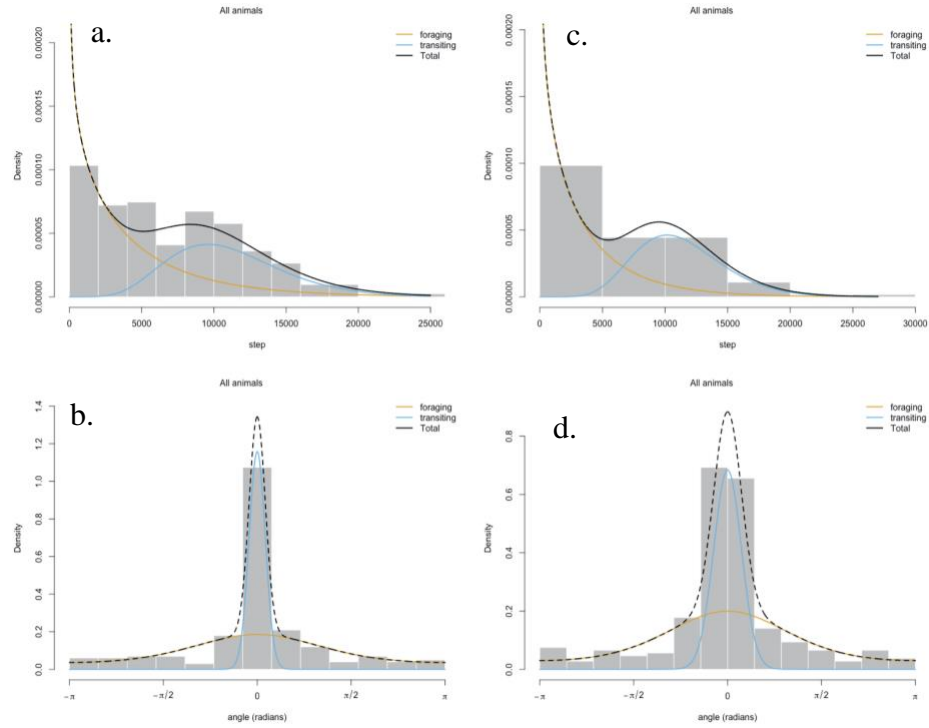 All animals
a.
foraging
transiting
Total
Density
0.00020
0.00015
0.00010
0.00005
0.00000
0 5000 10000 15000 20000 25000
step
All animals
c.
foraging
transiting
Total
Density
0.00020
0.00015
0.00010
0.00005
0.00000
0 5000 10000 15000 20000 25000 30000
step
All animals
b.
foraging
transiting
Total
Density
1.4
1.2
1.0
0.8
0.6
0.4
0.2
0.0
−π −π/2 0 π/2 π
angle (radians)
All animals
d.
foraging
transiting
Total
Density
0.8
0.6
0.4
0.2
0.0
−π −π/2 0 π/2 π
angle (radians)